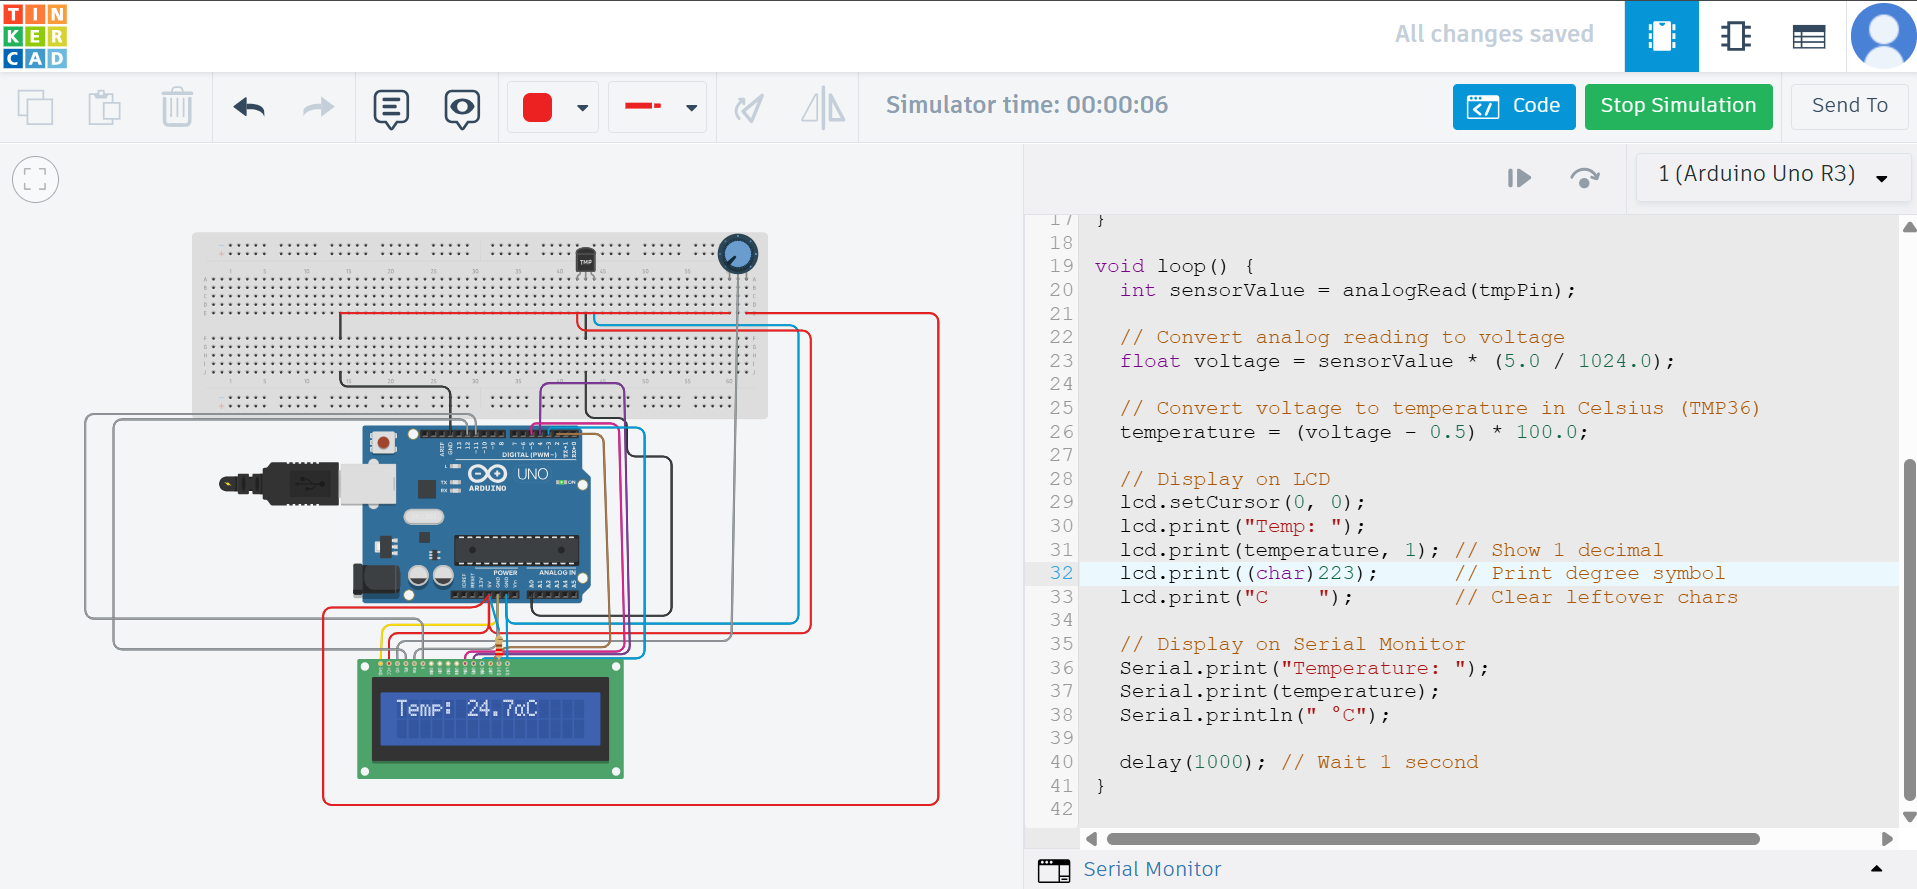 TINKERCAD
All changes saved
Simulator time: 00:00:06
Code
Stop Simulation
Send To
1 (Arduino Uno R3)
17 }
18
19 void loop() {
20 int sensorValue = analogRead(tmpPin);
21
22 // Convert analog reading to voltage
23 float voltage = sensorValue * (5.0 / 1024.0);
24
25 // Convert voltage to temperature in Celsius (TMP36)
26 temperature = (voltage - 0.5) * 100.0;
27
28 // Display on LCD
29 lcd.setCursor(0, 0);
30 lcd.print("Temp: ");
31 lcd.print(temperature, 1); // Show 1 decimal
32 lcd.print((char)223); // Print degree symbol
33 lcd.print("C    "); // Clear leftover chars
34
35 // Display on Serial Monitor
36 Serial.print("Temperature: ");
37 Serial.print(temperature);
38 Serial.println(" °C");
39
40 delay(1000); // Wait 1 second
41 }
42
Serial Monitor
TMP
DIGITAL (PWM~)
L
TX
RX
UNO
ARDUINO
ON
POWER
ANALOG IN
Temp: 24.7αC